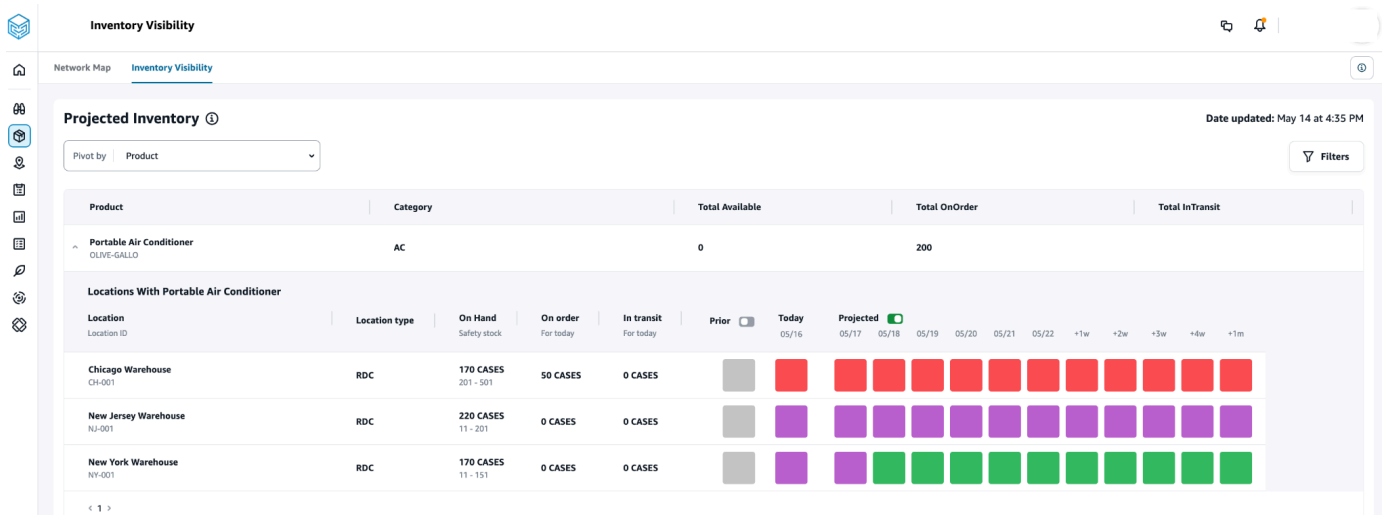 Inventory Visibility
Network Map Inventory Visibility
Projected Inventory
Date updated: May 14 at 4:35 PM
Pivot by Product
Filters
Product Category Total Available Total OnOrder Total InTransit
Portable Air Conditioner AC 0 200
OLIVE-GALLO
Locations With Portable Air Conditioner
Location Location type On Hand On order In transit Prior Today Projected
Location ID Safety stock For today For today 05/16 05/17 05/18 05/19 05/20 05/21 05/22 +1w +2w +3w +4w +1m
Chicago Warehouse RDC 170 CASES 50 CASES 0 CASES
CH-001 201 - 501
New Jersey Warehouse RDC 220 CASES 0 CASES 0 CASES
NJ-001 11 - 201
New York Warehouse RDC 170 CASES 0 CASES 0 CASES
NY-001 11 - 151
‹ 1 ›